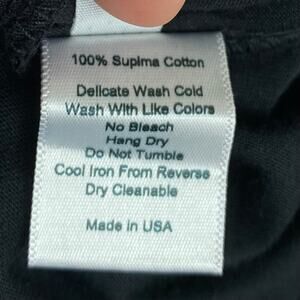 100% Supima Cotton
Delicate Wash Cold
Wash With Like Colors
No Bleach
Hang Dry
Do Not Tumble
Cool Iron From Reverse
Dry Cleanable
Made in USA